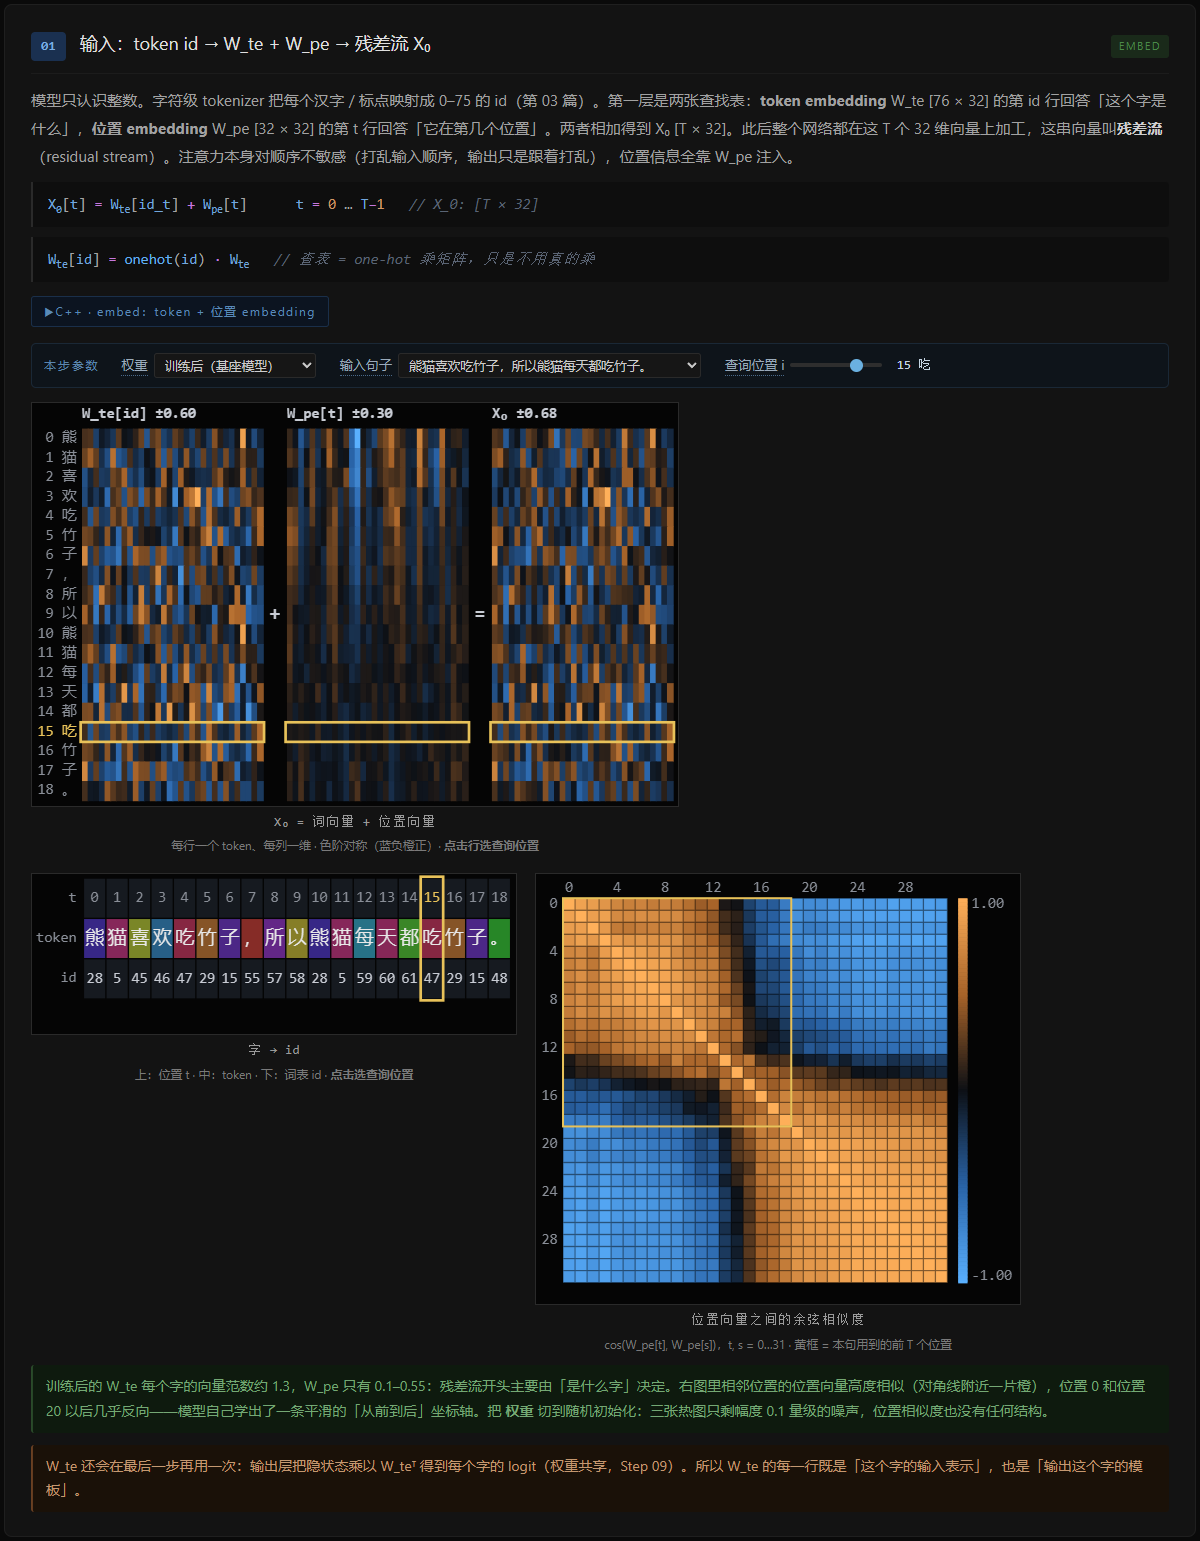 01 输入：token id → W_te + W_pe → 残差流 X₀
EMBED
模型只认识整数。字符级 tokenizer 把每个汉字 / 标点映射成 0–75 的 id（第 03 篇）。第一层是两张查找表：token embedding W_te [76 × 32] 的第 id 行回答「这个字是
什么」，位置 embedding W_pe [32 × 32] 的第 t 行回答「它在第几个位置」。两者相加得到 X₀ [T × 32]。此后整个网络都在这 T 个 32 维向量上加工，这串向量叫残差流
（residual stream）。注意力本身对顺序不敏感（打乱输入顺序，输出只是跟着打乱），位置信息全靠 W_pe 注入。
X₀[t] = W_te[id_t] + W_pe[t]      t = 0 … T−1   // X_0: [T × 32]
W_te[id] = onehot(id) · W_te   // 查表 = one-hot 乘矩阵，只是不用真的乘
▶C++ · embed: token + 位置 embedding
本步参数 权重 训练后（基座模型） 输入句子 熊猫喜欢吃竹子，所以熊猫每天都吃竹子。 查询位置 i 15 吃
W_te[id] ±0.60 W_pe[t] ±0.30 X₀ ±0.68
0 熊
1 猫
2 喜
3 欢
4 吃
5 竹
6 子
7 ，
8 所
9 以
+ =
10 熊
11 猫
12 每
13 天
14 都
15 吃
16 竹
17 子
18 。
X₀ = 词向量 + 位置向量
每行一个 token、每列一维 · 色阶对称（蓝负橙正）· 点击行选查询位置
t 0 1 2 3 4 5 6 7 8 9 10 11 12 13 14 15 16 17 18
token 熊 猫 喜 欢 吃 竹 子 ， 所 以 熊 猫 每 天 都 吃 竹 子 。
id 28 5 45 46 47 29 15 55 57 58 28 5 59 60 61 47 29 15 48
字 → id
上：位置 t · 中：token · 下：词表 id · 点击选查询位置
0 4 8 12 16 20 24 28
0
4
8
12
16
20
24
28
1.00
-1.00
位置向量之间的余弦相似度
cos(W_pe[t], W_pe[s])，t, s = 0…31 · 黄框 = 本句用到的前 T 个位置
训练后的 W_te 每个字的向量范数约 1.3，W_pe 只有 0.1–0.55：残差流开头主要由「是什么字」决定。右图里相邻位置的位置向量高度相似（对角线附近一片橙），位置 0 和位置
20 以后几乎反向——模型自己学出了一条平滑的「从前到后」坐标轴。把 权重 切到随机初始化：三张热图只剩幅度 0.1 量级的噪声，位置相似度也没有任何结构。
W_te 还会在最后一步再用一次：输出层把隐状态乘以 W_teᵀ 得到每个字的 logit（权重共享，Step 09）。所以 W_te 的每一行既是「这个字的输入表示」，也是「输出这个字的模
板」。